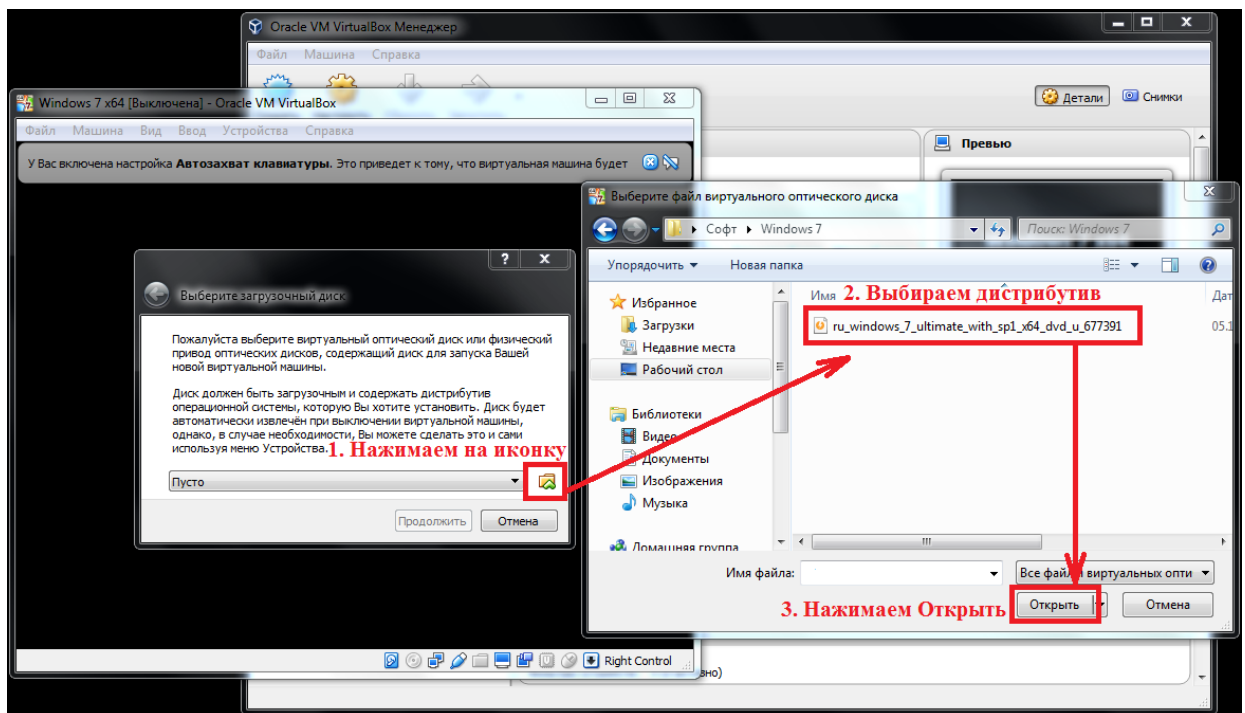 Oracle VM VirtualBox Менеджер
Файл Машина Справка
Детали Снимки
Превью
Windows 7 x64 [Выключена] - Oracle VM VirtualBox
Файл Машина Вид Ввод Устройства Справка
У Вас включена настройка Автозахват клавиатуры. Это приведет к тому, что виртуальная машина будет
? X
Выберите загрузочный диск
Пожалуйста выберите виртуальный оптический диск или физический
привод оптических дисков, содержащий диск для запуска Вашей
новой виртуальной машины.
Диск должен быть загрузочным и содержать дистрибутив
операционной системы, которую Вы хотите установить. Диск будет
автоматически извлечён при выключении виртуальной машины,
однако, в случае необходимости, Вы можете сделать это и сами
используя меню Устройства.
1. Нажимаем на иконку
Пусто
Продолжить Отмена
Right Control
Выберите файл виртуального оптического диска
Софт Windows 7
Поиск: Windows 7
Упорядочить Новая папка
Избранное
Загрузки
Недавние места
Рабочий стол
Библиотеки
Видео
Документы
Изображения
Музыка
Домашняя группа
Имя 2. Выбираем дистрибутив Дат
ru_windows_7_ultimate_with_sp1_x64_dvd_u_677391 05.1
Имя файла:
Все файлы виртуальных опти
3. Нажимаем Открыть
Открыть Отмена